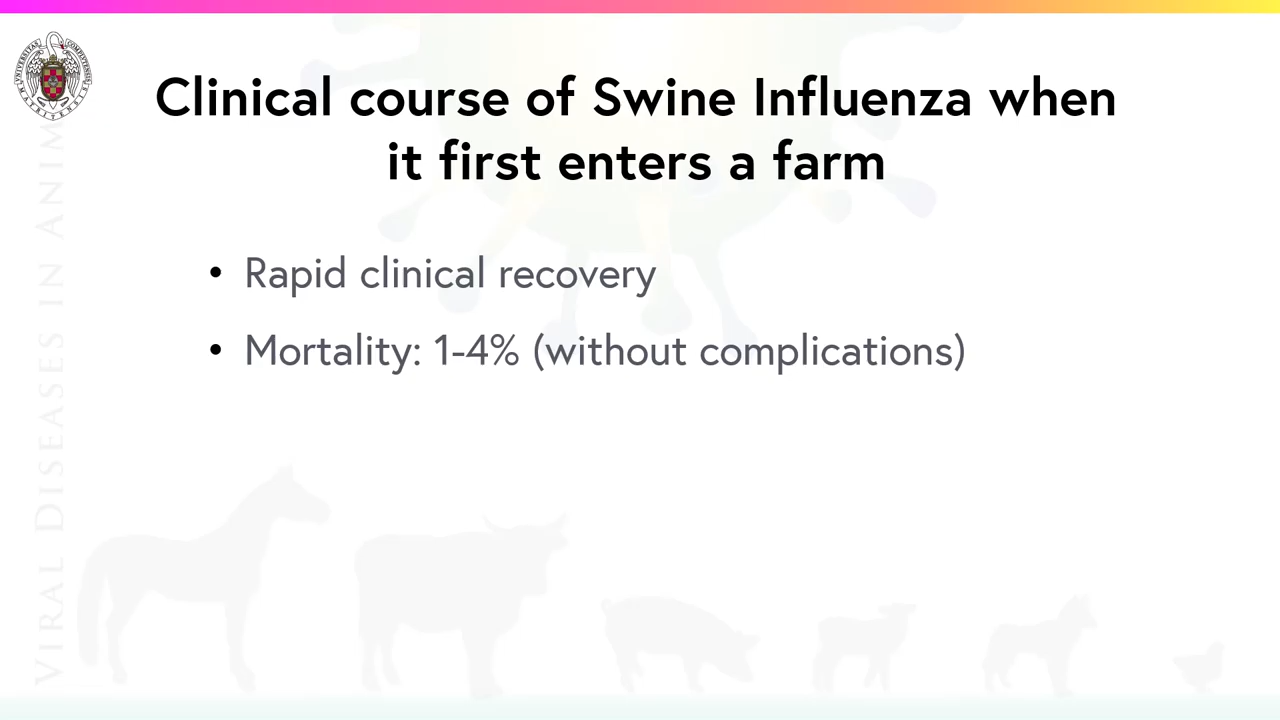 Clinical course of Swine Influenza when
it first enters a farm
• Rapid clinical recovery
• Mortality: 1-4% (without complications)
VIRAL DISEASES IN ANIM